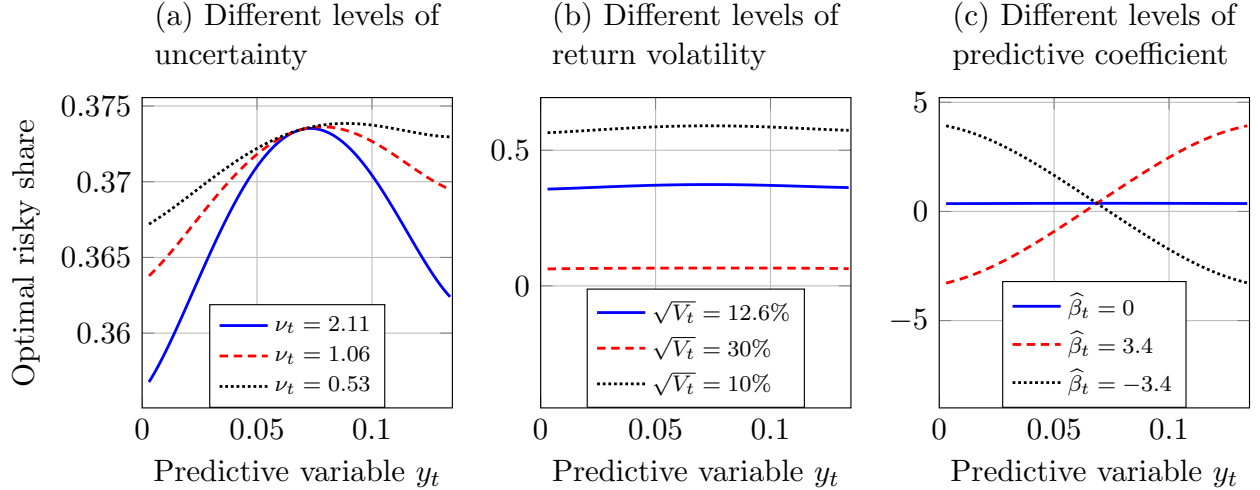 (a) Different levels of
uncertainty
(b) Different levels of
return volatility
(c) Different levels of
predictive coefficient
Optimal risky share
0.375
0.37
0.365
0.36
0
0.05
0.1
ν_t = 2.11
ν_t = 1.06
ν_t = 0.53
Predictive variable y_t
0.5
0
0
0.05
0.1
√V_t = 12.6%
√V_t = 30%
√V_t = 10%
Predictive variable y_t
5
0
−5
0
0.05
0.1
β̂_t = 0
β̂_t = 3.4
β̂_t = −3.4
Predictive variable y_t